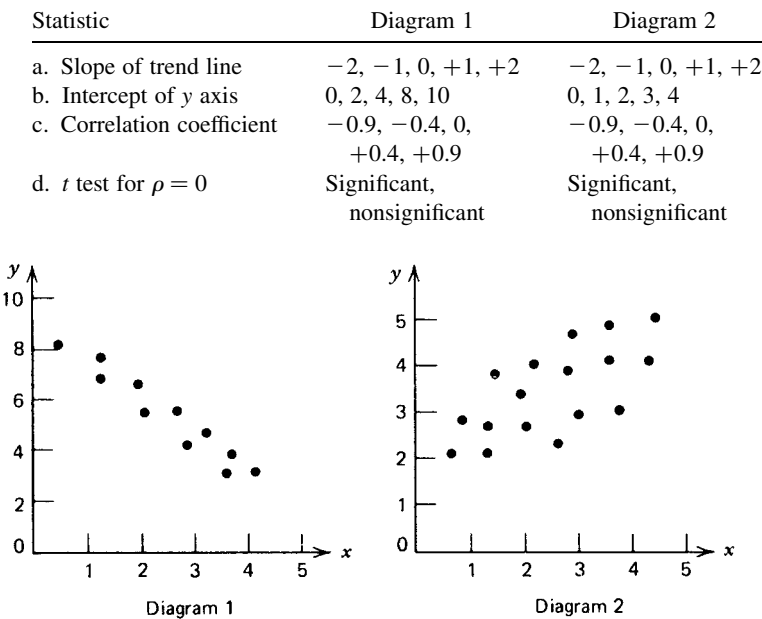 Statistic Diagram 1 Diagram 2
a. Slope of trend line −2, −1, 0, +1, +2 −2, −1, 0, +1, +2
b. Intercept of y axis 0, 2, 4, 8, 10 0, 1, 2, 3, 4
c. Correlation coefficient −0.9, −0.4, 0, −0.9, −0.4, 0,
+0.4, +0.9 +0.4, +0.9
d. t test for ρ = 0 Significant, Significant,
nonsignificant nonsignificant
y
10
8
6
4
2
0
1 2 3 4 5 x
Diagram 1
y
5
4
3
2
1
0
1 2 3 4 5 x
Diagram 2